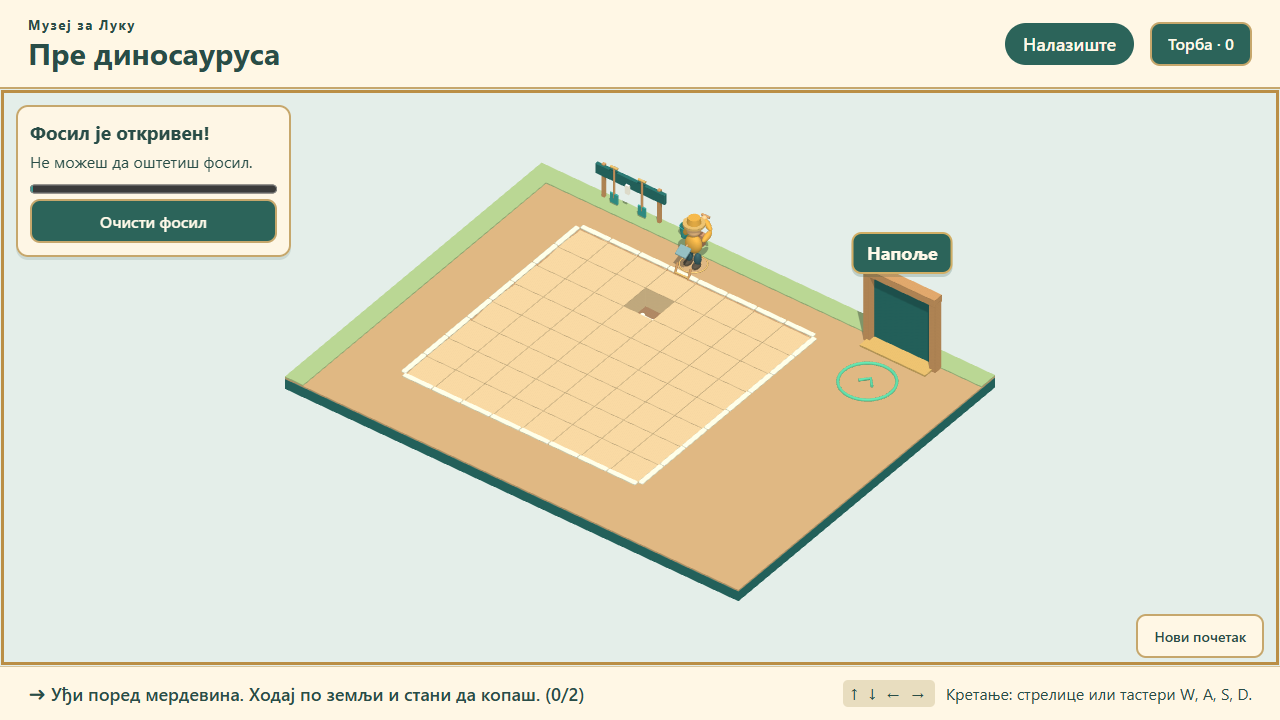 Музеј за Луку
Пре диносауруса
Налазиште
Торба · 0
Фосил је откривен!
Не можеш да оштетиш фосил.
Очисти фосил
Напоље
Нови почетак
→ Уђи поред мердевина. Ходај по земљи и стани да копаш. (0/2)
↑ ↓ ← → Кретање: стрелице или тастери W, A, S, D.